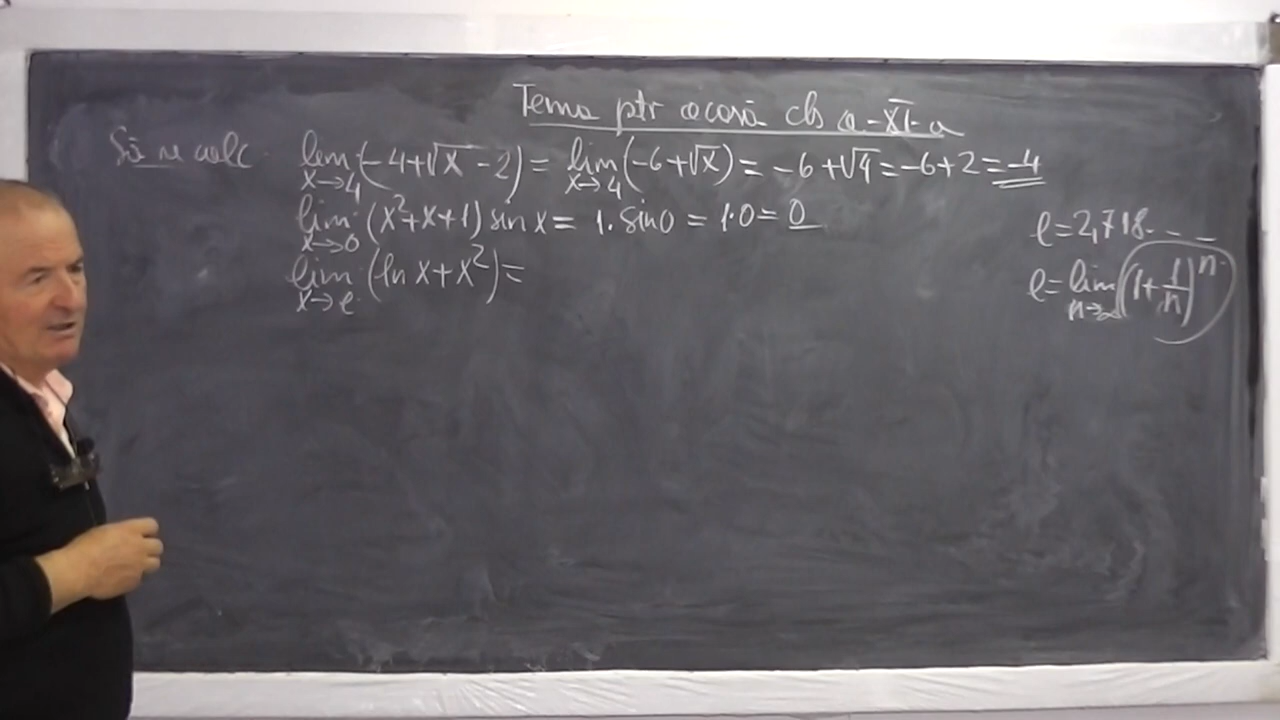 Tema ptr acasă cls a-XI-a
Să se calc lim x→4 (-4+√x-2) = lim x→4 (-6+√x) = -6+√4 = -6+2 = -4
lim x→0 (x²+x+1) sin x = 1·sin0 = 1·0 = 0
lim x→e (ln x+x²) =
e=2,718...
e=lim n→∞ (1+1/n)^n